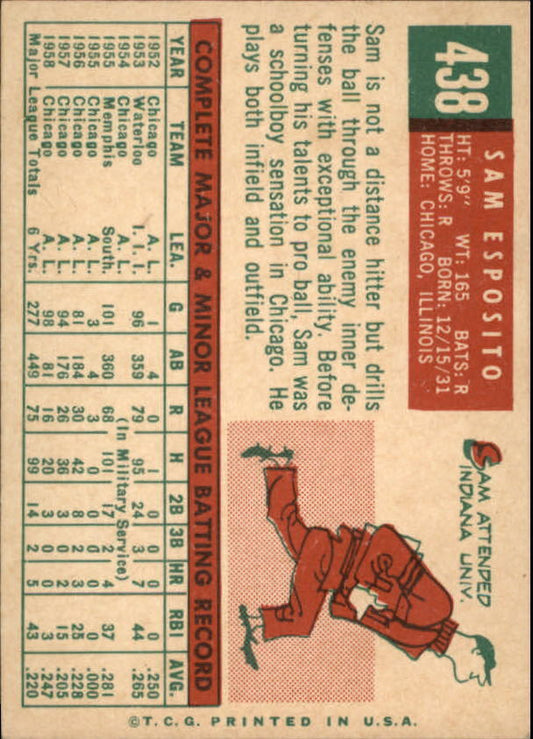 438
SAM ESPOSITO
HT: 5'9" WT: 165 BATS: R
THROWS: R BORN: 12/15/31
HOME: CHICAGO, ILLINOIS
Sam is not a distance hitter but drills
the ball through the enemy inner de-
fenses with exceptional ability. Before
turning his talents to pro ball, Sam was
a schoolboy sensation in Chicago. He
plays both infield and outfield.
SAM ATTENDED
INDIANA UNIV.
COMPLETE MAJOR & MINOR LEAGUE BATTING RECORD
YEAR TEAM LEA. G AB R H 2B 3B HR RBI AVG.
1952 Chicago A. L. 1 4 0 1 0 0 0 0 .250
1953 Waterloo I. I. I. 96 359 79 95 24 3 7 44 .265
1954 Chicago A. L. (In Military Service)
1955 Memphis South. 101 360 68 101 17 2 4 37 .281
1955 Chicago A. L. 3 4 3 0 0 0 0 0 .000
1956 Chicago A. L. 81 184 30 42 8 2 3 25 .228
1957 Chicago A. L. 94 176 26 36 3 0 2 15 .205
1958 Chicago A. L. 98 81 16 20 3 0 0 3 .247
Major League Totals 6 Yrs. 277 449 75 99 14 2 5 43 .220
©T.C.G. PRINTED IN U.S.A.